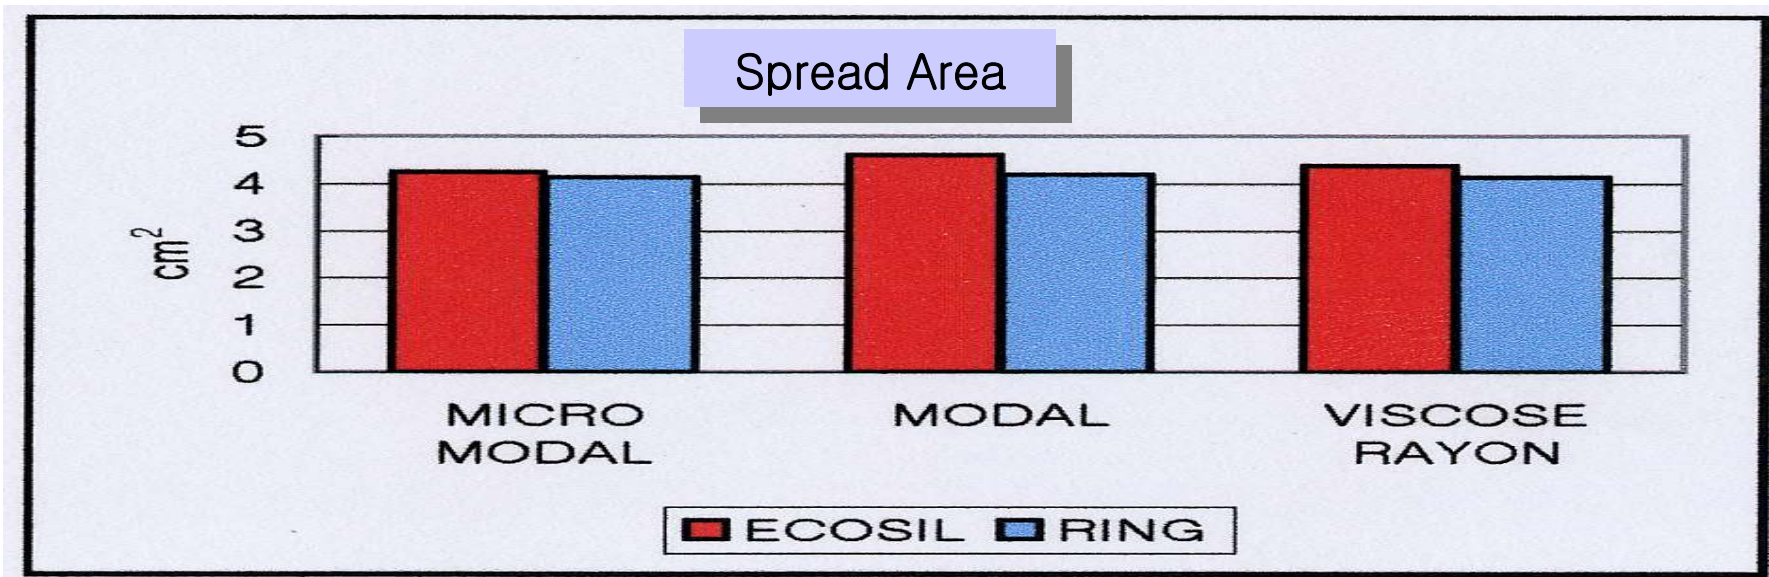 Spread Area
5
4
3
2
1
0
cm²
MICRO
MODAL
MODAL
VISCOSE
RAYON
ECOSIL RING